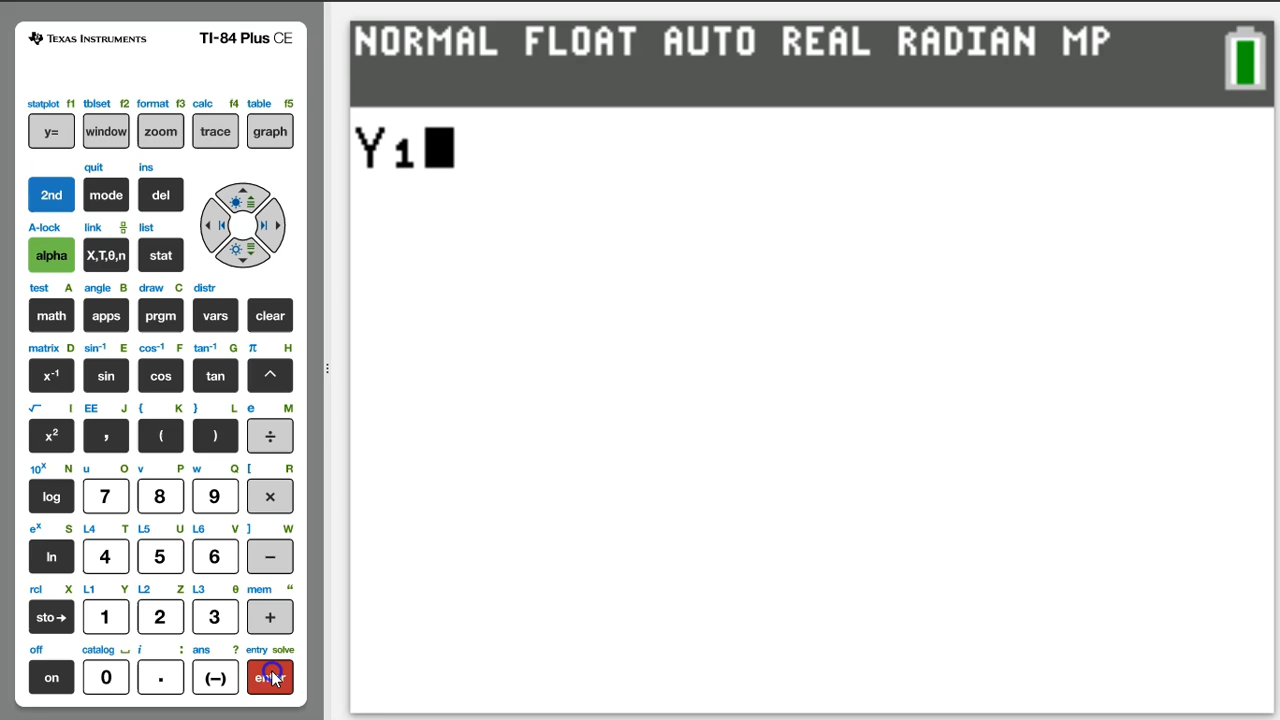 TEXAS INSTRUMENTS TI-84 Plus CE
NORMAL FLOAT AUTO REAL RADIAN MP
Y1
statplot f1 tblset f2 format f3 calc f4 table f5
y= window zoom trace graph
quit ins
2nd mode del
A-lock link list
alpha X,T,θ,n stat
test A angle B draw C distr
math apps prgm vars clear
matrix D sin-1 E cos-1 F tan-1 G π H
x-1 sin cos tan ^
√ I EE J { K } L e M
x2 , ( ) ÷
10x N u O v P w Q [ R
log 7 8 9 ×
ex S L4 T L5 U L6 V ] W
ln 4 5 6 −
rcl X L1 Y L2 Z L3 θ mem “
sto→ 1 2 3 +
off catalog ⎵ i : ans ? entry solve
on 0 . (−) enter